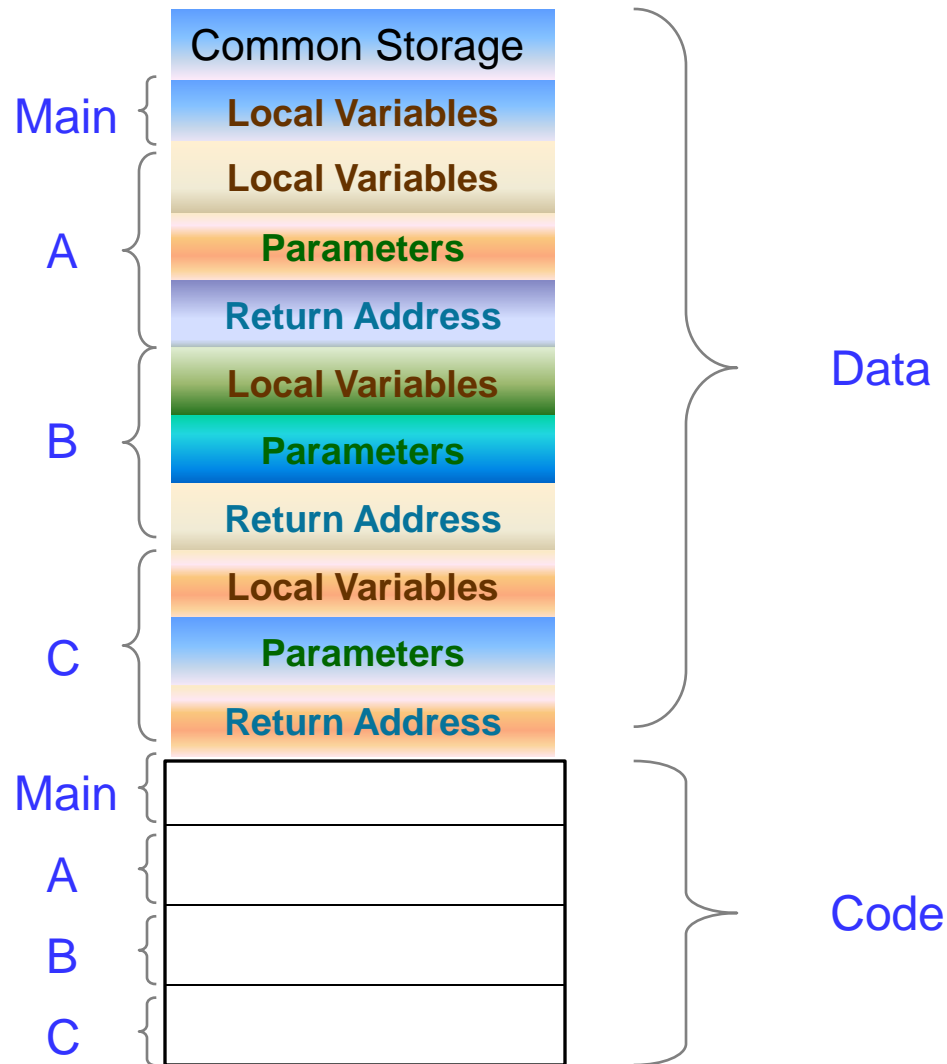 Common Storage
Main
Local Variables
Local Variables
A
Parameters
Return Address
Local Variables
Data
B
Parameters
Return Address
Local Variables
C
Parameters
Return Address
Main
A
Code
B
C